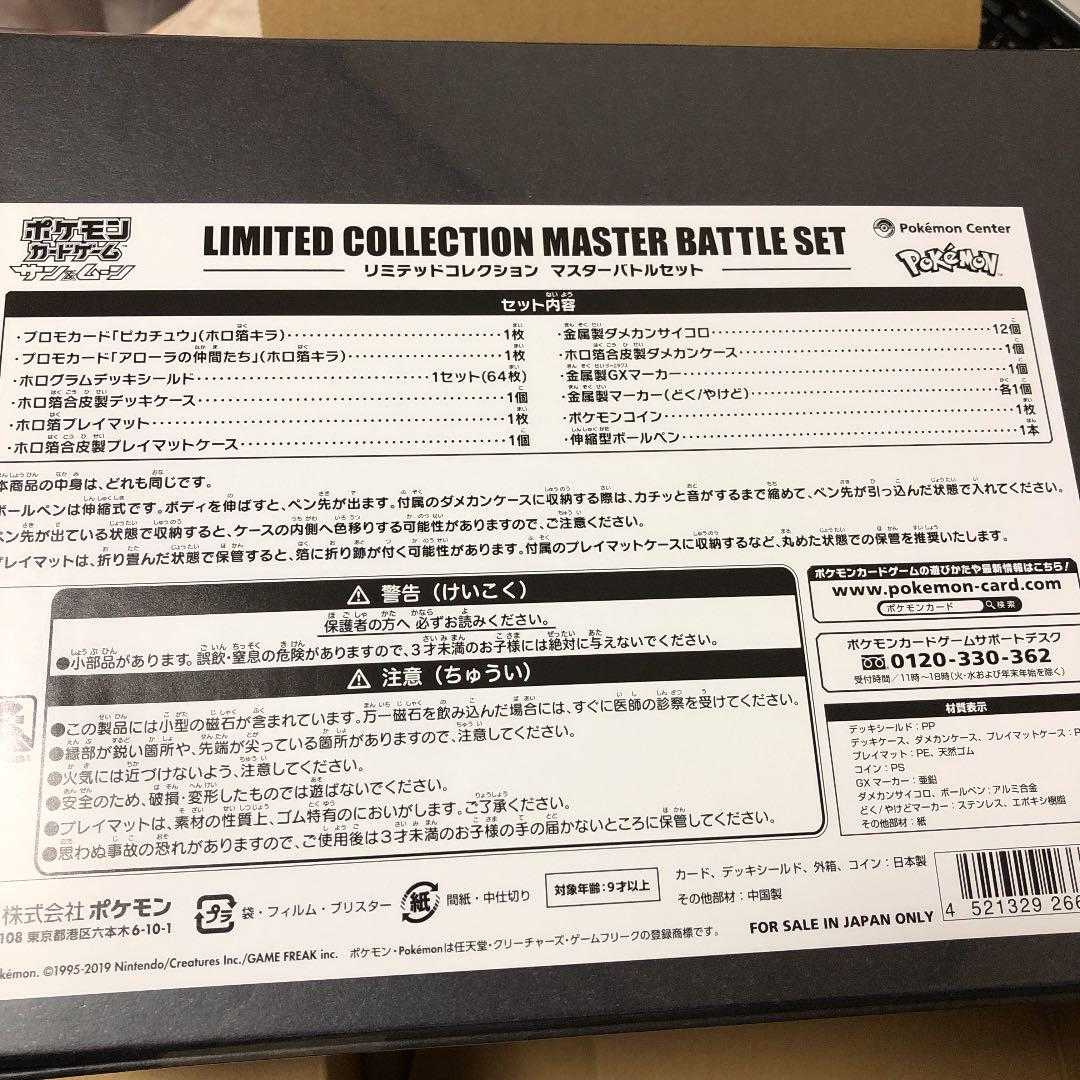 ポケモン
カードゲーム
サン&ムーン
LIMITED COLLECTION MASTER BATTLE SET
リミテッドコレクション マスターバトルセット
Pokémon Center
POKéMON
セット内容
・プロモカード「ピカチュウ」(ホロ箔キラ)…………1枚
・プロモカード「アローラの仲間たち」(ホロ箔キラ)…………1枚
・ホログラムデッキシールド…………1セット(64枚)
・ホロ箔合皮製デッキケース…………1個
・ホロ箔プレイマット…………1枚
・ホロ箔合皮製プレイマットケース…………1個
・金属製ダメカンサイコロ…………12個
・ホロ箔合皮製ダメカンケース…………1個
・金属製GXマーカー…………1個
・金属製マーカー(どく/やけど)…………各1個
・ポケモンコイン…………1枚
・伸縮型ボールペン…………1本
本商品の中身は、どれも同じです。
ボールペンは伸縮式です。ボディを伸ばすと、ペン先が出ます。付属のダメカンケースに収納する際は、カチッと音がするまで縮めて、ペン先が引っ込んだ状態で入れてください。
ペン先が出ている状態で収納すると、ケースの内側へ色移りする可能性がありますので、ご注意ください。
プレイマットは、折り畳んだ状態で保管すると、箔に折り跡が付く可能性があります。付属のプレイマットケースに収納するなど、丸めた状態での保管を推奨いたします。
⚠ 警告(けいこく)
保護者の方へ 必ずお読みください。
●小部品があります。誤飲・窒息の危険がありますので、3才未満のお子様には絶対に与えないでください。
⚠ 注意(ちゅうい)
●この製品には小型の磁石が含まれています。万一磁石を飲み込んだ場合には、すぐに医師の診察を受けてください。
●縁部が鋭い箇所や、先端が尖っている箇所がありますので、注意してください。
●火気には近づけないよう、注意してください。
●安全のため、破損・変形したものでは遊ばないでください。
●プレイマットは、素材の性質上、ゴム特有のにおいがします。ご了承ください。
●思わぬ事故の恐れがありますので、ご使用後は3才未満のお子様の手の届かないところに保管してください。
ポケモンカードゲームの遊びかたや最新情報はこちら!
www.pokemon-card.com
ポケモンカード 検索
ポケモンカードゲームサポートデスク
0120-330-362
受付時間/11時～18時(火・水および年末年始を除く)
材質表示
デッキシールド:PP
デッキケース、ダメカンケース、プレイマットケース:P
プレイマット:PE、天然ゴム
コイン:PS
GXマーカー:亜鉛
ダメカンサイコロ、ボールペン:アルミ合金
どく/やけどマーカー:ステンレス、エポキシ樹脂
その他部材:紙
株式会社 ポケモン
108 東京都港区六本木6-10-1
プラ 袋・フィルム・ブリスター
紙 間紙・中仕切り
対象年齢:9才以上
カード、デッキシールド、外箱、コイン:日本製
その他部材:中国製
FOR SALE IN JAPAN ONLY
4 521329 266
kémon. ©1995-2019 Nintendo/Creatures Inc./GAME FREAK inc. ポケモン・Pokémonは任天堂・クリーチャーズ・ゲームフリークの登録商標です。